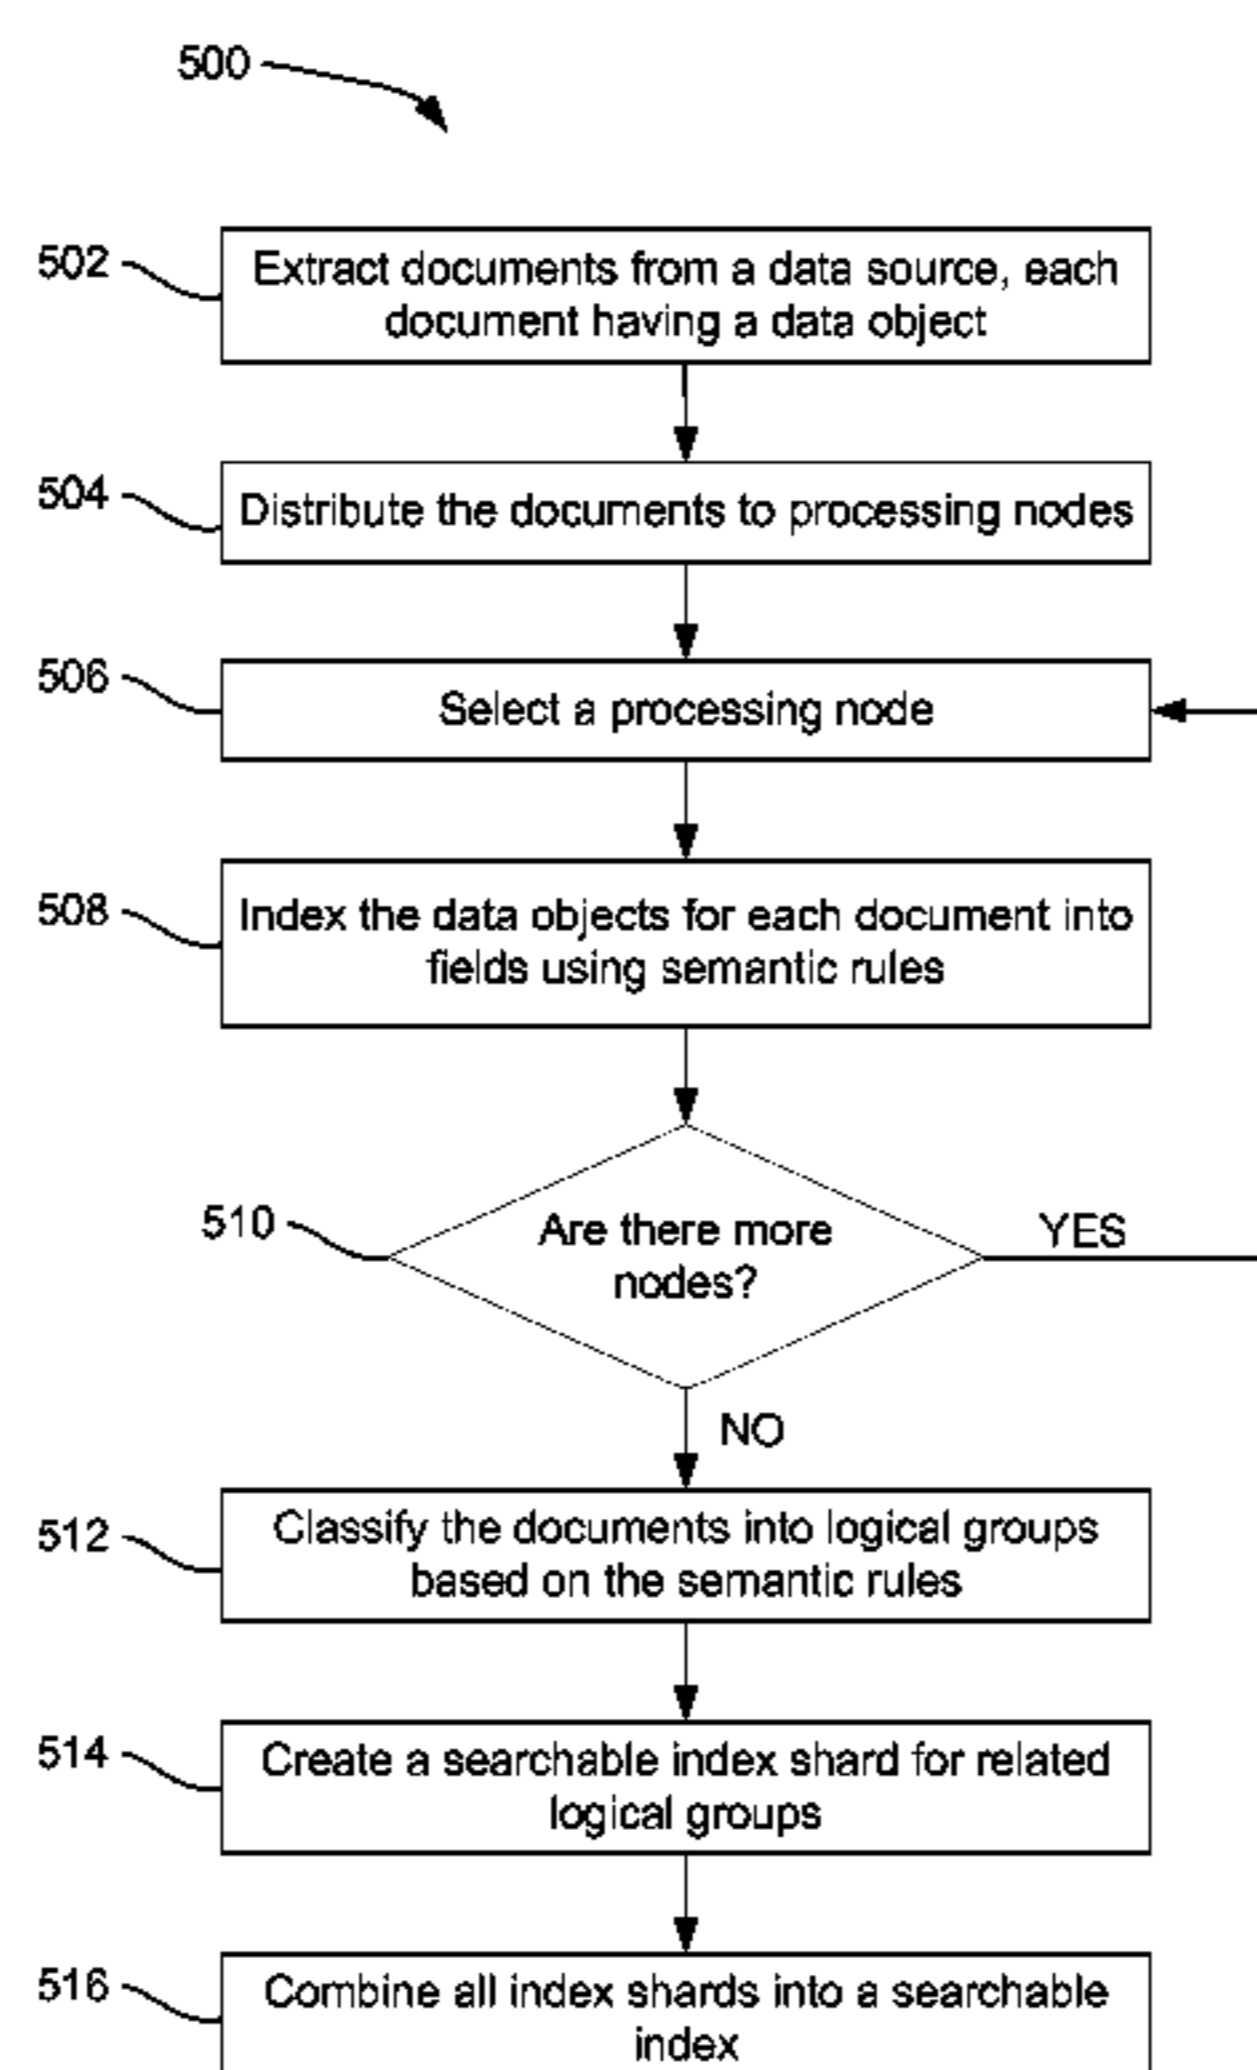 500
502
Extract documents from a data source, each
document having a data object
504
Distribute the documents to processing nodes
506
Select a processing node
508
Index the data objects for each document into
fields using semantic rules
510
Are there more
nodes?
YES
NO
512
Classify the documents into logical groups
based on the semantic rules
514
Create a searchable index shard for related
logical groups
516
Combine all index shards into a searchable
index